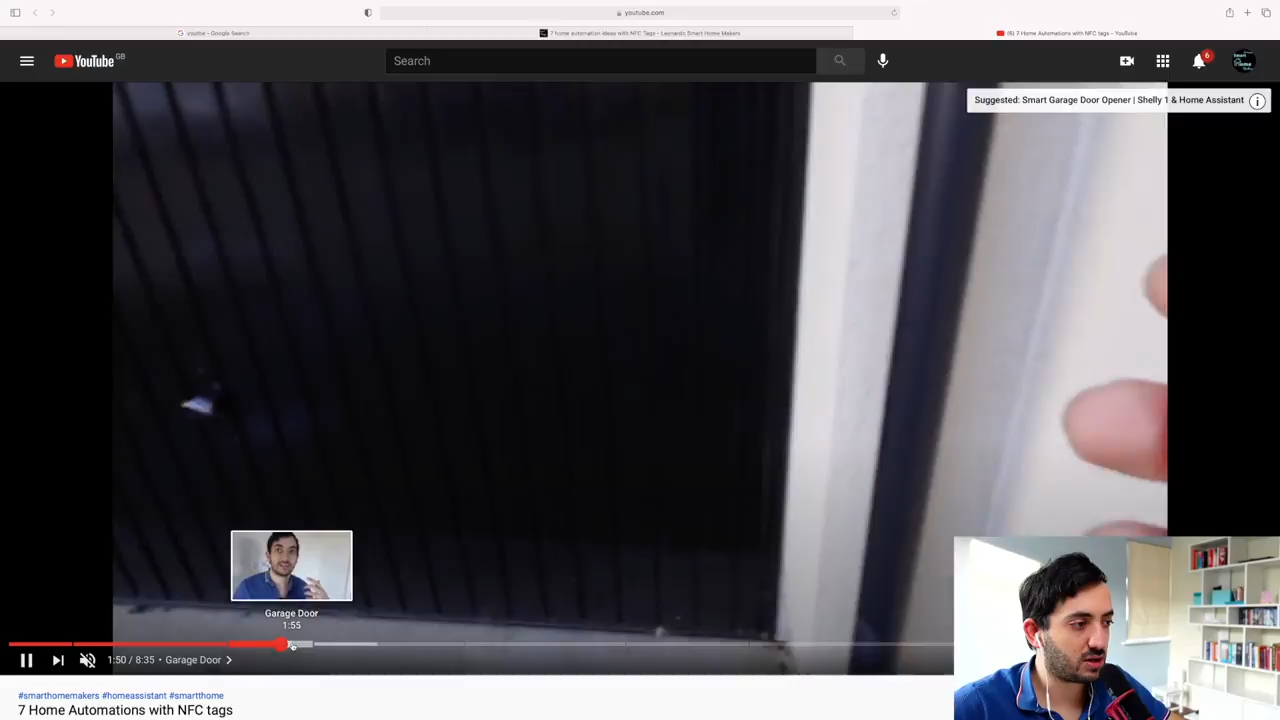 youtube.com
youtbe - Google Search
7 home automation ideas with NFC Tags - Leonardo Smart Home Makers
(6) 7 Home Automations with NFC tags - YouTube
YouTube GB
Search
6
Suggested: Smart Garage Door Opener | Shelly 1 & Home Assistant
Garage Door
1:55
1:50 / 8:35 • Garage Door
#smarthomemakers #homeassistant #smartthome
7 Home Automations with NFC tags